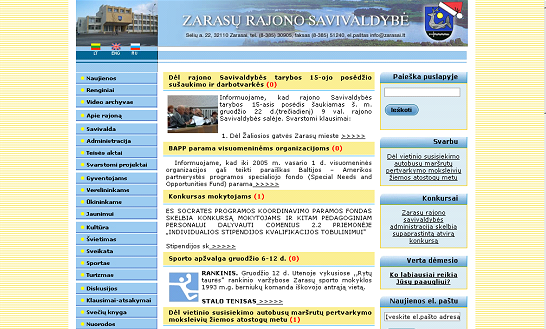 ZARASŲ RAJONO SAVIVALDYBĖ
Sėlių a. 22, 32110 Zarasai, tel. (8-385) 30905, faksas (8-385) 51240, el.paštas info@zarasai.lt
LT EN RU
Naujienos
Renginiai
Video archyvas
Apie rajoną
Savivalda
Administracija
Teisės aktai
Svarstomi projektai
Gyventojams
Verslininkams
Ūkininkams
Jaunimui
Kultūra
Švietimas
Sveikata
Sportas
Turizmas
Diskusijos
Klausimai-atsakymai
Svečių knyga
Nuorodos
Dėl rajono Savivaldybės tarybos 15-ojo posėdžio
sušaukimo ir darbotvarkės (0)
Informuojame, kad rajono Savivaldybės
tarybos 15-asis posėdis šaukiamas š. m.
gruodžio 22 d.(trečiadienį) 9 val. rajono
Savivaldybės salėje. Svarstomi klausimai:
1. Dėl Žaliosios gatvės Zarasų mieste >>>>>
BAPP parama visuomeninėms organizacijoms (0)
Informuojame, kad iki 2005 m. vasario 1 d. visuomeninės
organizacijos gali teikti paraiškas Baltijos – Amerikos
partnerystės programos specialiojo fondo (Special Needs and
Opportunities Fund) paramą >>>>>
Konkursas mokytojams (1)
ES SOCRATES PROGRAMOS KOORDINAVIMO PARAMOS FONDAS
SKELBIA KONKURSĄ MOKYTOJAMS IR KITAM PEDAGOGINIAM
PERSONALUI DALYVAUTI COMENIUS 2.2 PRIEMONĖJE
„INDIVIDUALIOS STIPENDIJOS KVALIFIKACIJOS TOBULINIMUI"
Stipendijos sk >>>>>
Sporto apžvalga gruodžio 6-12 d. (0)
RANKINIS. Gruodžio 12 d. Utenoje vykusiose „Rytų
taurės" rankinio varžybose Zarasų sporto mokyklos
1993 m.g. berniukų komanda iškovojo antrąją vietą.
STALO TENISAS >>>>>
Dėl vietinio susisiekimo autobusų maršrutų pertvarkymo
moksleivių žiemos atostogų metu (1)
Paieška puslapyje
Ieškoti
Svarbu
Dėl vietinio susisiekimo
autobusų maršrutų
pertvarkymo moksleivių
žiemos atostogų metu
Konkursai
Zarasų rajono
savivaldybės
administracija skelbia
supaprastintą atvirą
konkursą
Verta dėmesio
Ko labiausiai reikia
Jūsų paaugliui?
Naujienos el. paštu
Įveskite el.pašto adresą